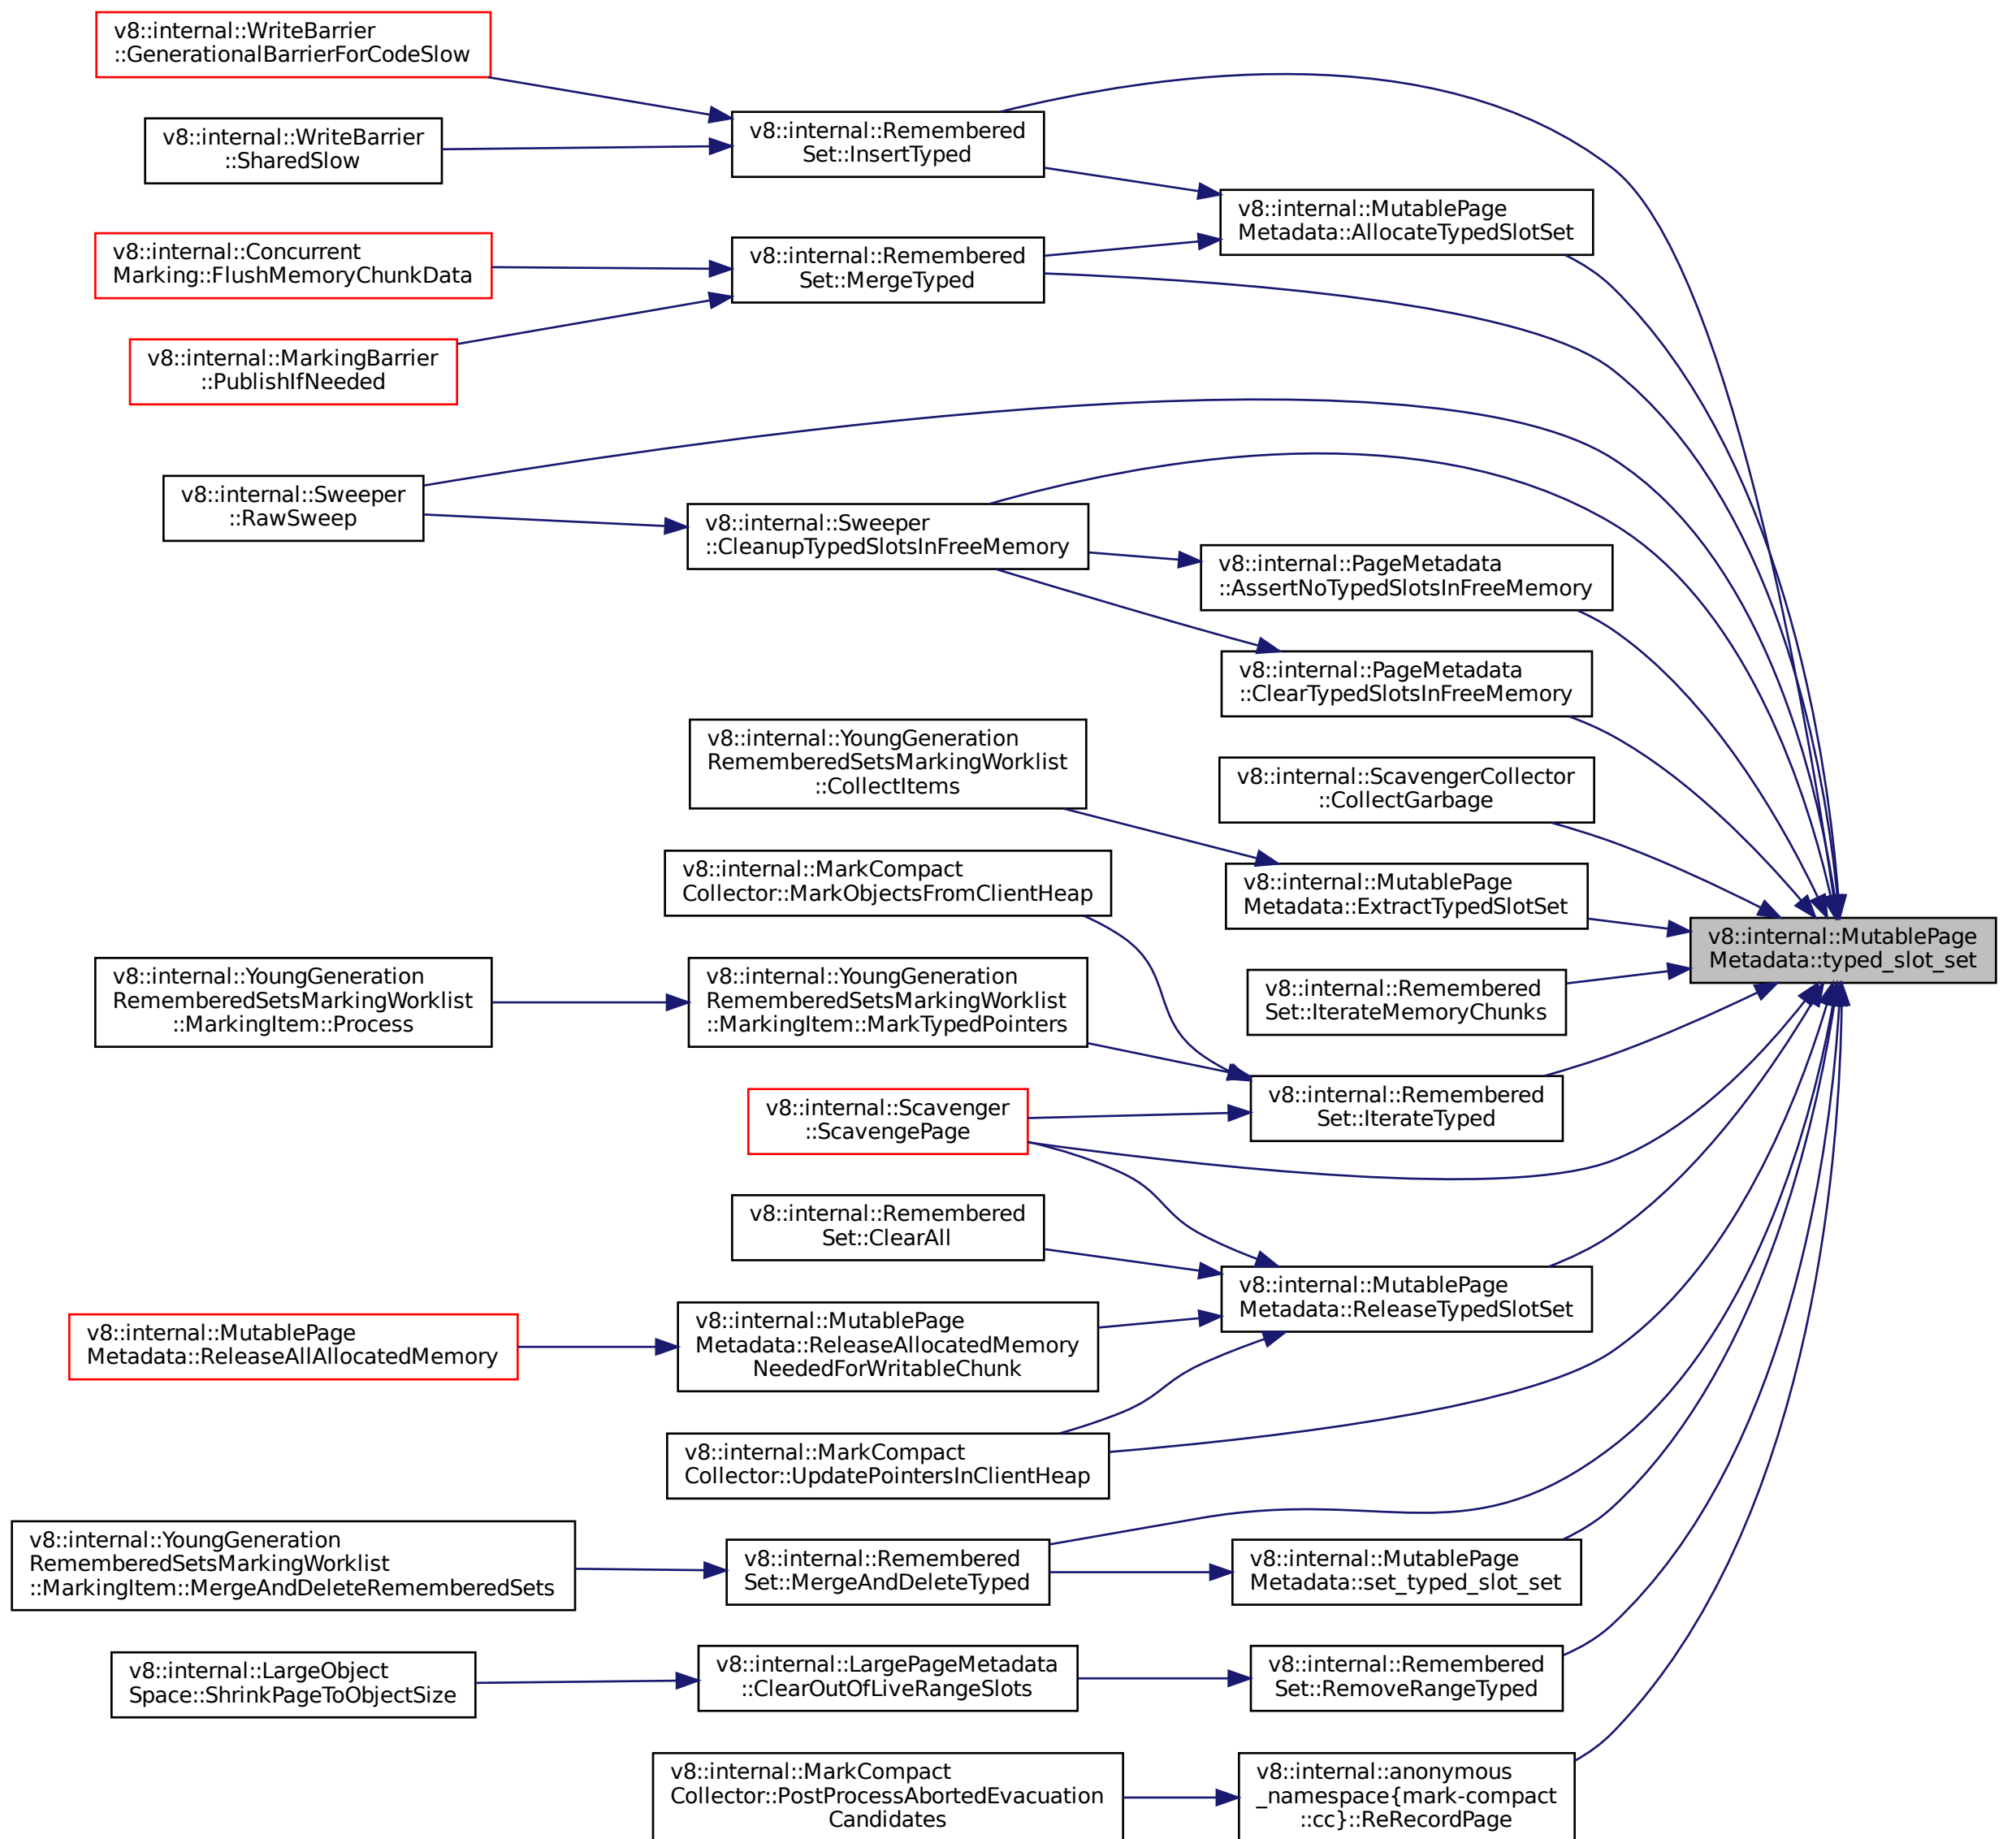 v8::internal::WriteBarrier
::GenerationalBarrierForCodeSlow
v8::internal::WriteBarrier
::SharedSlow
v8::internal::Remembered
Set::InsertTyped
v8::internal::MutablePage
Metadata::AllocateTypedSlotSet
v8::internal::Concurrent
Marking::FlushMemoryChunkData
v8::internal::Remembered
Set::MergeTyped
v8::internal::MarkingBarrier
::PublishIfNeeded
v8::internal::Sweeper
::RawSweep
v8::internal::Sweeper
::CleanupTypedSlotsInFreeMemory
v8::internal::PageMetadata
::AssertNoTypedSlotsInFreeMemory
v8::internal::PageMetadata
::ClearTypedSlotsInFreeMemory
v8::internal::YoungGeneration
RememberedSetsMarkingWorklist
::CollectItems
v8::internal::ScavengerCollector
::CollectGarbage
v8::internal::MarkCompact
Collector::MarkObjectsFromClientHeap
v8::internal::MutablePage
Metadata::ExtractTypedSlotSet
v8::internal::MutablePage
Metadata::typed_slot_set
v8::internal::YoungGeneration
RememberedSetsMarkingWorklist
::MarkingItem::Process
v8::internal::YoungGeneration
RememberedSetsMarkingWorklist
::MarkingItem::MarkTypedPointers
v8::internal::Remembered
Set::IterateMemoryChunks
v8::internal::Scavenger
::ScavengePage
v8::internal::Remembered
Set::IterateTyped
v8::internal::Remembered
Set::ClearAll
v8::internal::MutablePage
Metadata::ReleaseTypedSlotSet
v8::internal::MutablePage
Metadata::ReleaseAllAllocatedMemory
v8::internal::MutablePage
Metadata::ReleaseAllocatedMemory
NeededForWritableChunk
v8::internal::MarkCompact
Collector::UpdatePointersInClientHeap
v8::internal::YoungGeneration
RememberedSetsMarkingWorklist
::MarkingItem::MergeAndDeleteRememberedSets
v8::internal::Remembered
Set::MergeAndDeleteTyped
v8::internal::MutablePage
Metadata::set_typed_slot_set
v8::internal::LargeObject
Space::ShrinkPageToObjectSize
v8::internal::LargePageMetadata
::ClearOutOfLiveRangeSlots
v8::internal::Remembered
Set::RemoveRangeTyped
v8::internal::MarkCompact
Collector::PostProcessAbortedEvacuation
Candidates
v8::internal::anonymous
_namespace{mark-compact
::cc}::ReRecordPage